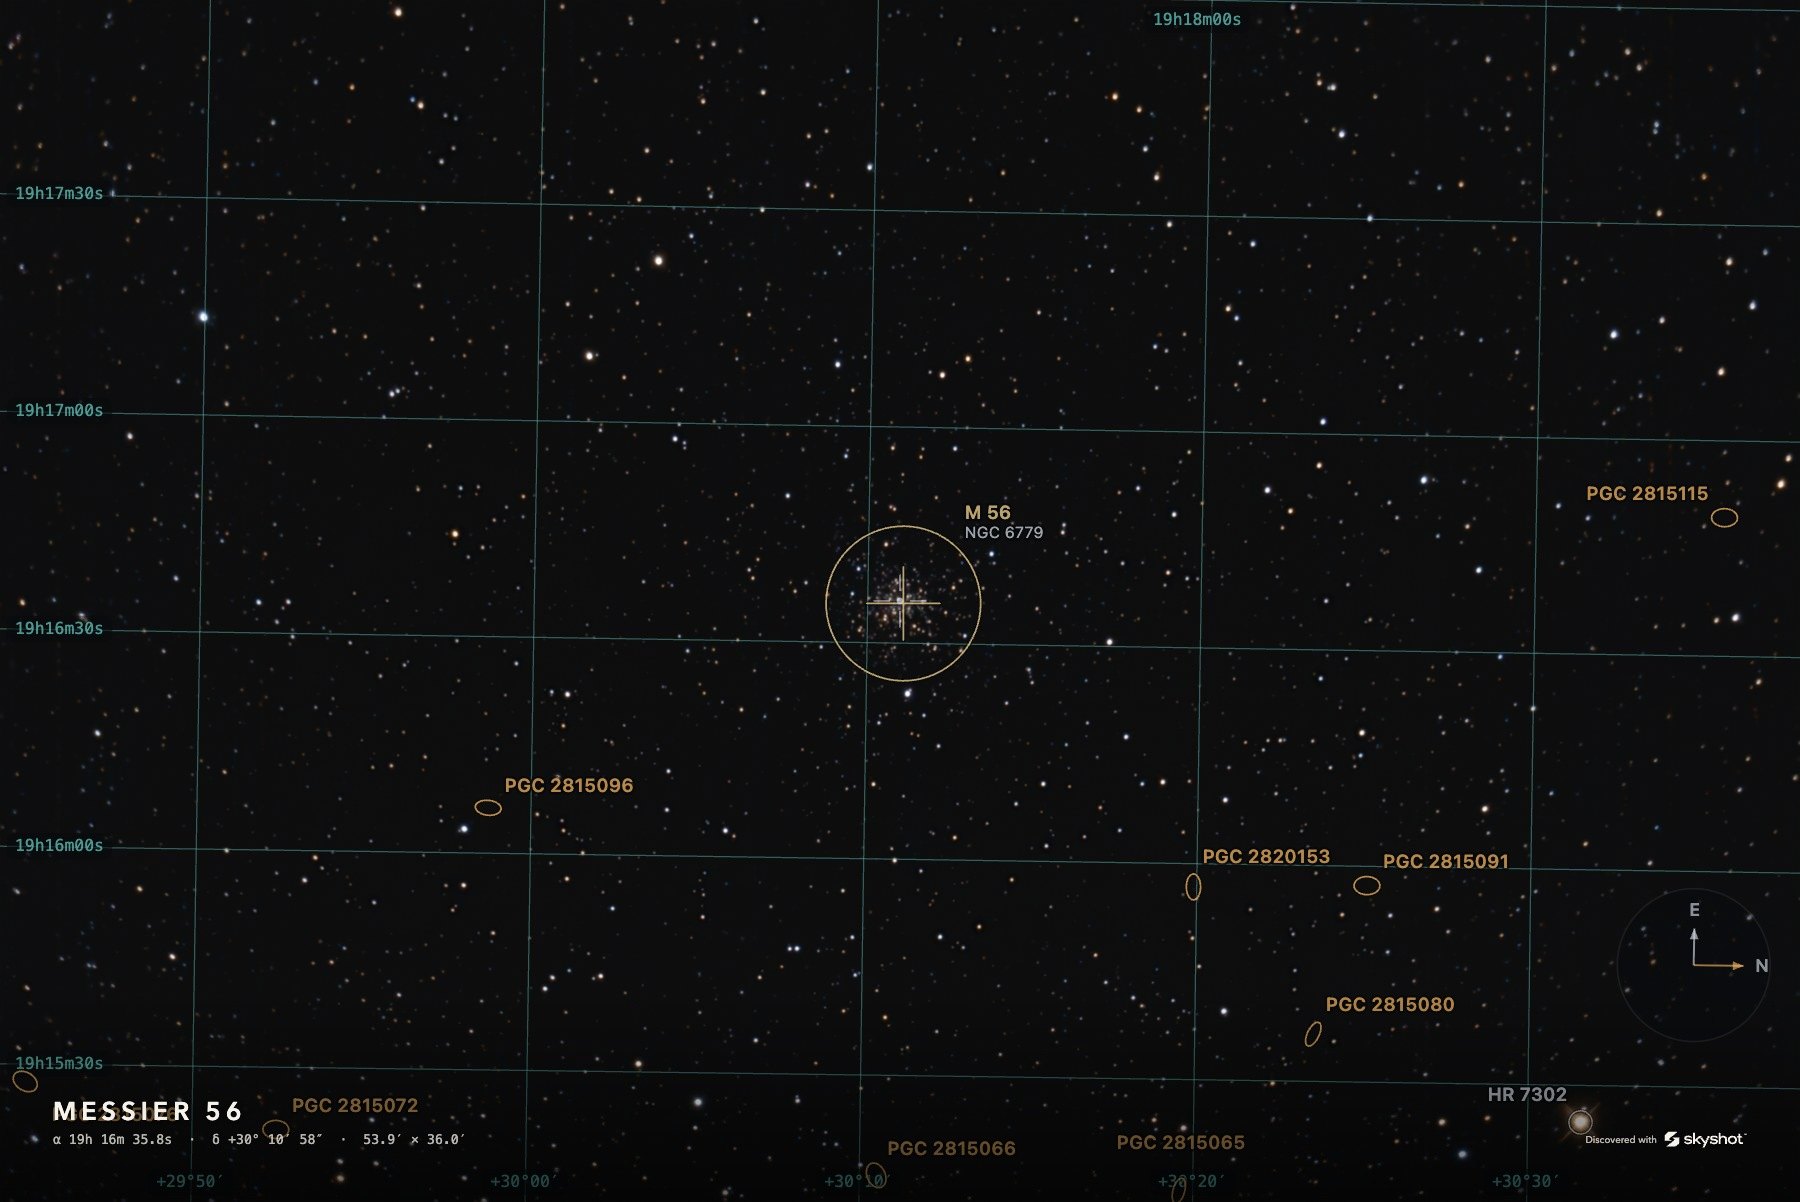 19h18m00s
19h17m30s
19h17m00s
PGC 2815115
M 56
NGC 6779
19h16m30s
PGC 2815096
19h16m00s
PGC 2820153
PGC 2815091
E
N
PGC 2815080
19h15m30s
HR 7302
PGC 2815072
MESSIER 56
α 19h 16m 35.8s · δ +30° 10′ 58″ · 53.9′ × 36.0′
Discovered with skyshot
PGC 2815066
PGC 2815065
+29°50′
+30°00′
+30°10′
+30°20′
+30°30′